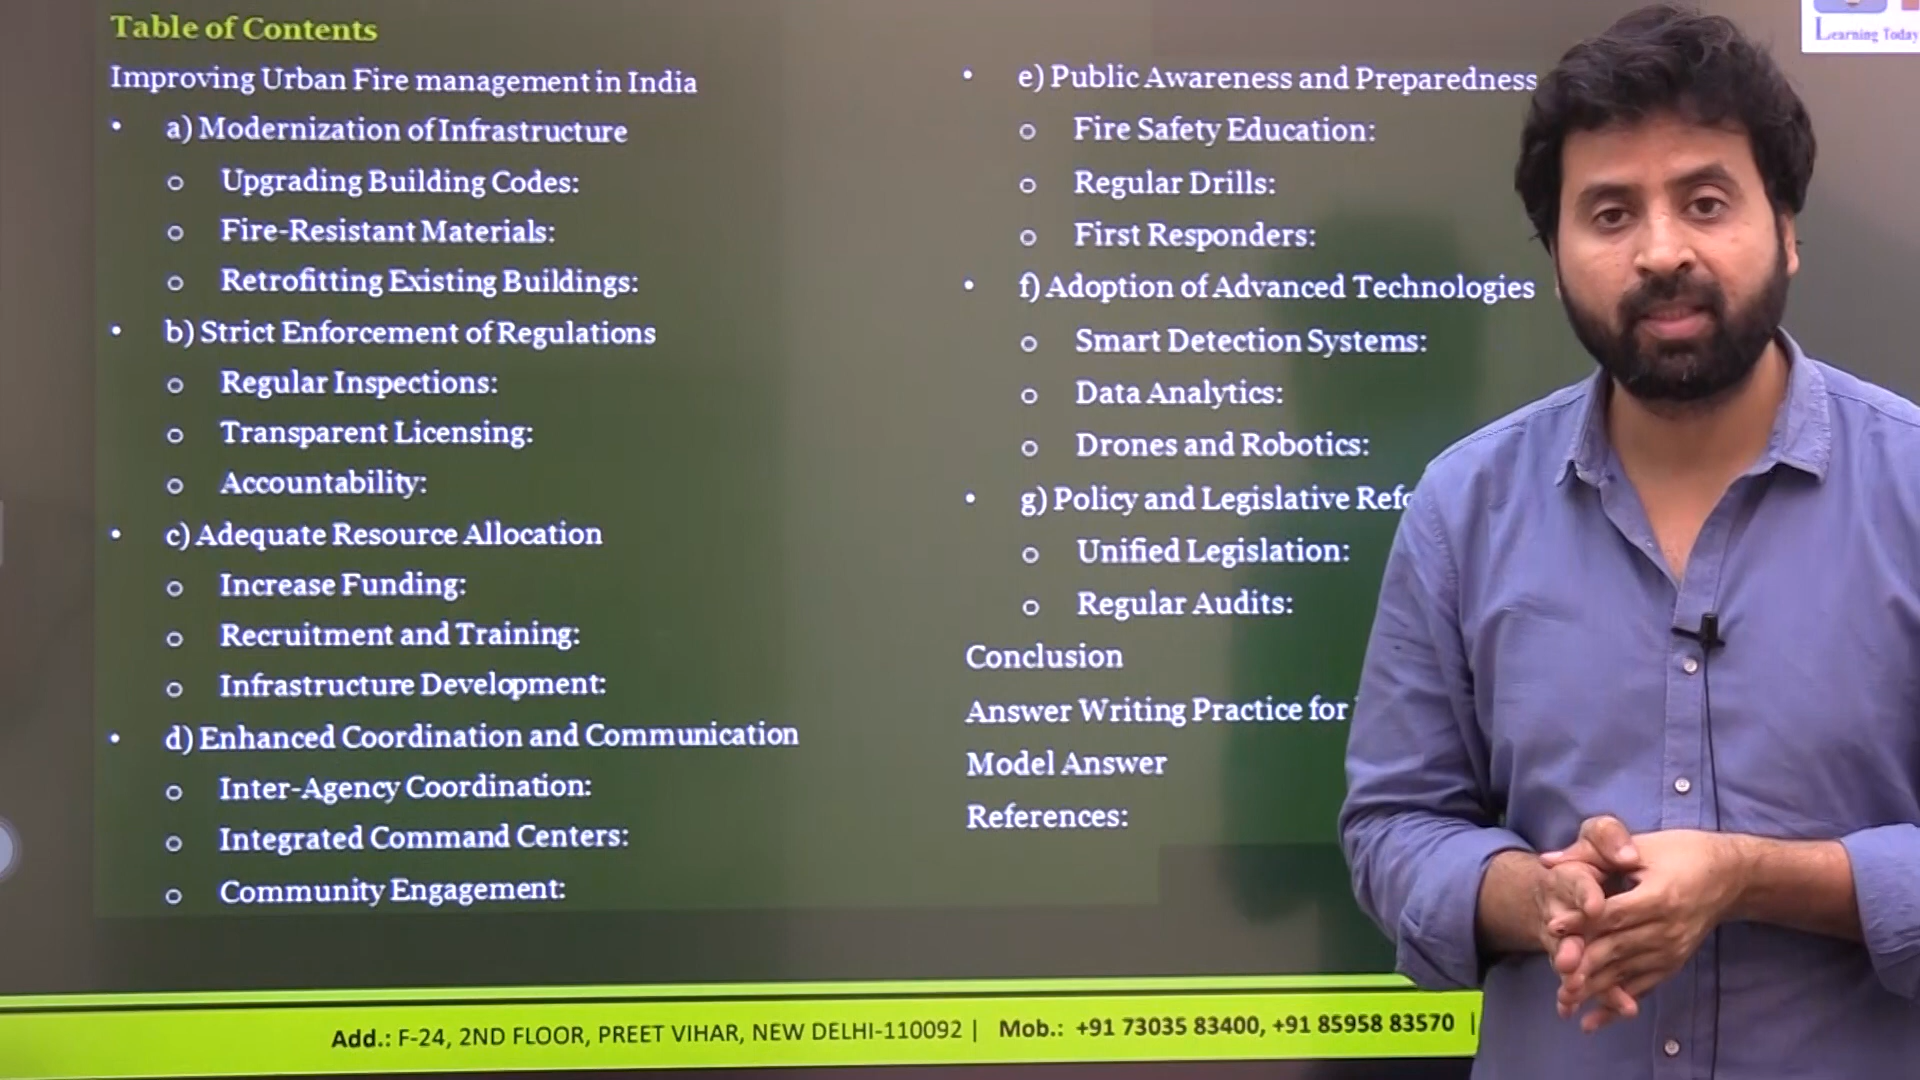 Table of Contents
Improving Urban Fire management in India
• a) Modernization of Infrastructure
o Upgrading Building Codes:
o Fire-Resistant Materials:
o Retrofitting Existing Buildings:
• b) Strict Enforcement of Regulations
o Regular Inspections:
o Transparent Licensing:
o Accountability:
• c) Adequate Resource Allocation
o Increase Funding:
o Recruitment and Training:
o Infrastructure Development:
• d) Enhanced Coordination and Communication
o Inter-Agency Coordination:
o Integrated Command Centers:
o Community Engagement:
• e) Public Awareness and Preparedness
o Fire Safety Education:
o Regular Drills:
o First Responders:
• f) Adoption of Advanced Technologies
o Smart Detection Systems:
o Data Analytics:
o Drones and Robotics:
• g) Policy and Legislative
o Unified Legislation:
o Regular Audits:
Conclusion
Answer Writing Practice for
Model Answer
References:
Learning Today
Add.: F-24, 2ND FLOOR, PREET VIHAR, NEW DELHI-110092 | Mob.: +91 73035 83400, +91 85958 83570 |